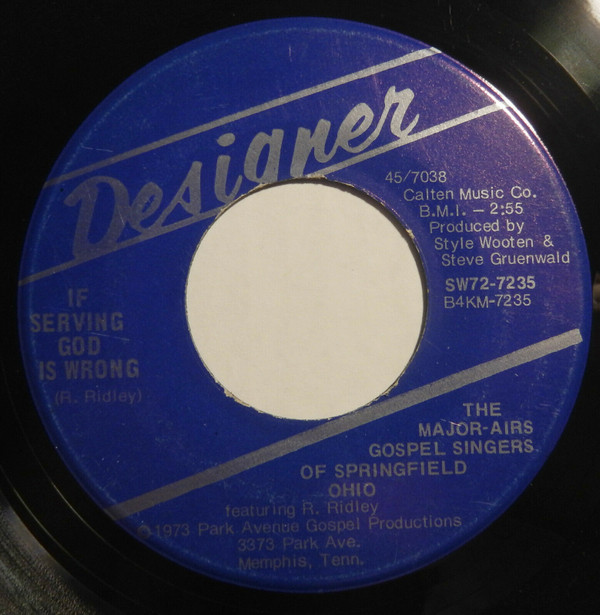 Designer
45/7038
Calten Music Co.
B.M.I. — 2:55
Produced by
Style Wooten &
Steve Gruenwald
SW72-7235
B4KM-7235
IF
SERVING
GOD
IS WRONG
(R. Ridley)
THE
MAJOR-AIRS
GOSPEL SINGERS
OF SPRINGFIELD
OHIO
featuring R. Ridley
©1973 Park Avenue Gospel Productions
3373 Park Ave.
Memphis, Tenn.